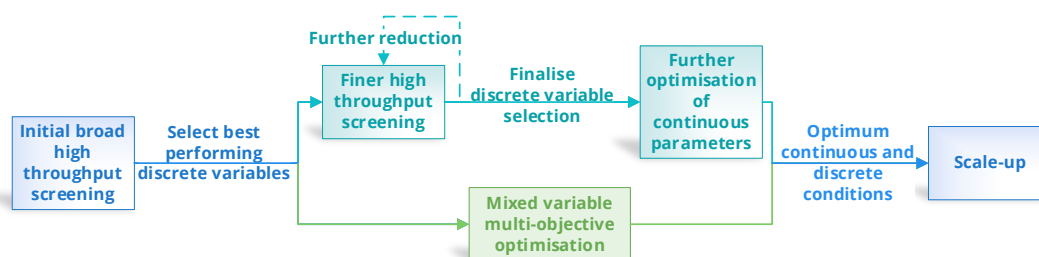 Initial broad
high
throughput
screening
Select best
performing
discrete variables
Further reduction
Finer high
throughput
screening
Finalise
discrete variable
selection
Further
optimisation
of
continuous
parameters
Mixed variable
multi-objective
optimisation
Optimum
continuous and
discrete
conditions
Scale-up